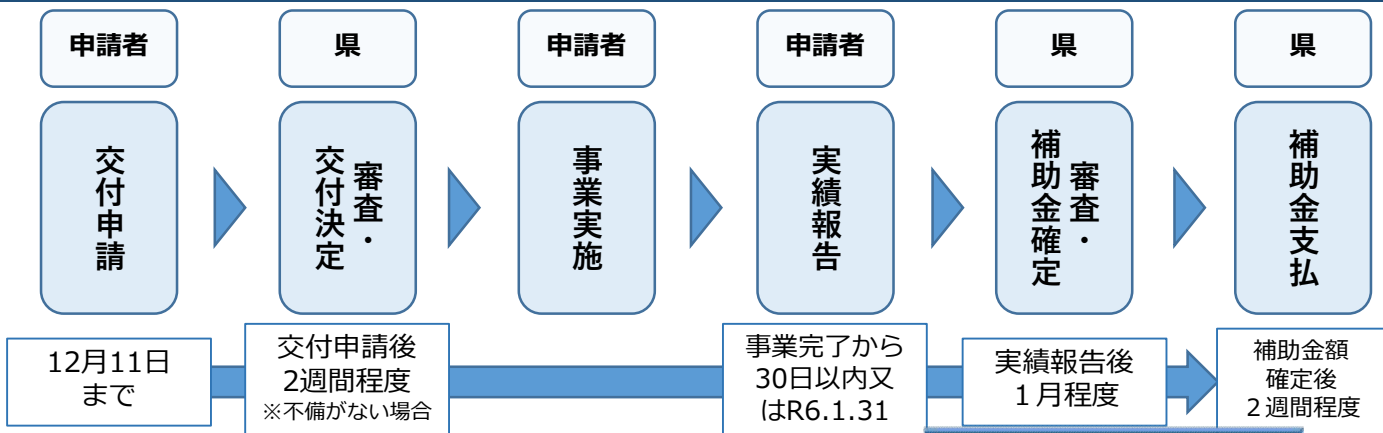 申請者
県
申請者
申請者
県
県
交付申請
審査・
交付決定
事業実施
実績報告
審査・
補助金確定
補助金支払
12月11日
まで
交付申請後
2週間程度
※不備がない場合
事業完了から
30日以内又
はR6.1.31
実績報告後
１月程度
補助金額
確定後
２週間程度